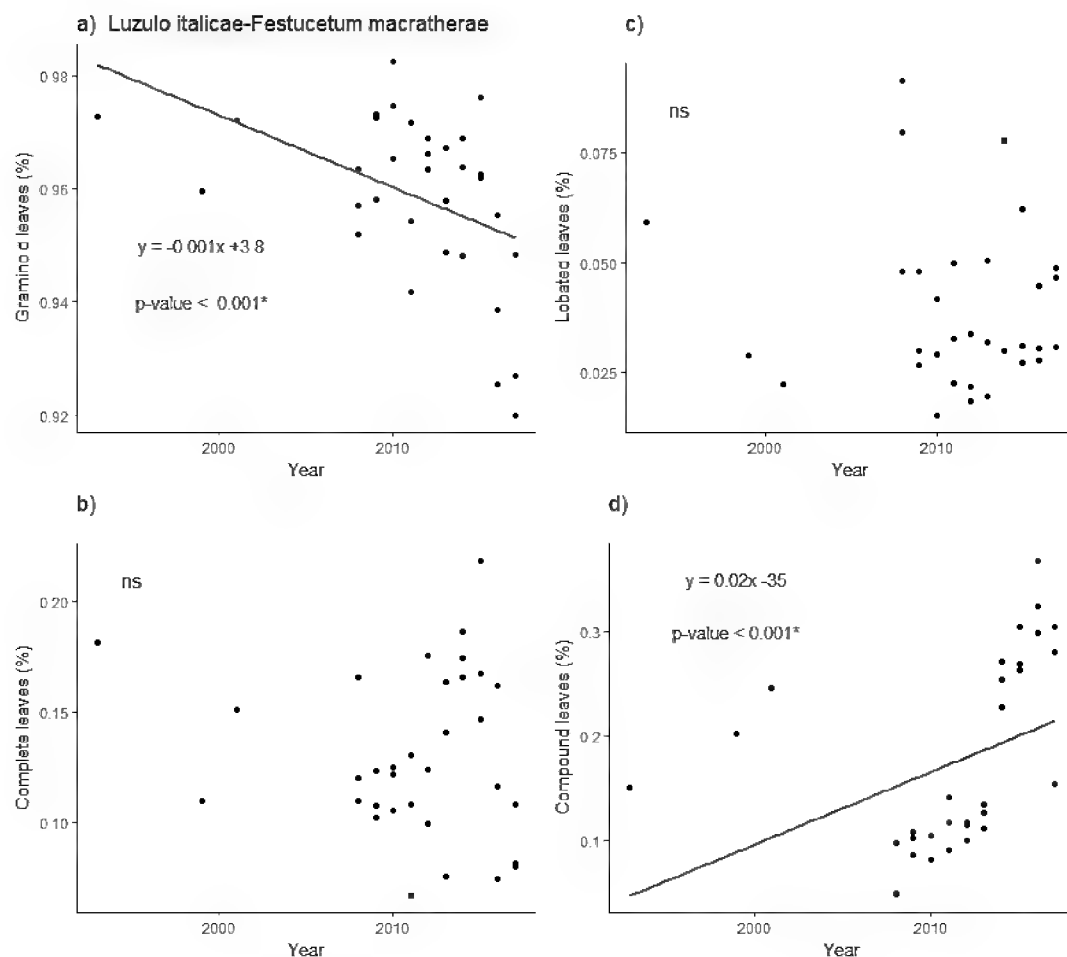 a) Luzulo italicae-Festucetum macratherae
0.98
0.96
0.94
0.92
Graminoid leaves (%)
y = -0.001x +3.8
p-value < 0.001*
2000
2010
Year
c)
ns
0.075
0.050
0.025
Lobated leaves (%)
2000
2010
Year
b)
ns
0.20
0.15
0.10
Complete leaves (%)
2000
2010
Year
d)
y = 0.02x -35
p-value < 0.001*
0.3
0.2
0.1
Compound leaves (%)
2000
2010
Year